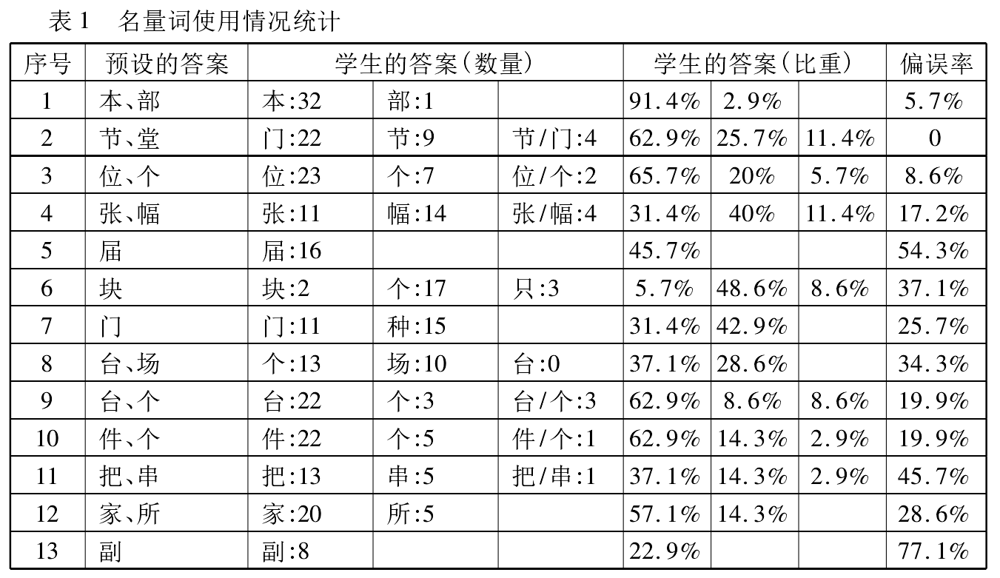 表1 名量词使用情况统计
序号 预设的答案 学生的答案(数量) 学生的答案(比重) 偏误率
1 本、部 本:32 部:1 91.4% 2.9% 5.7%
2 节、堂 门:22 节:9 节/门:4 62.9% 25.7% 11.4% 0
3 位、个 位:23 个:7 位/个:2 65.7% 20% 5.7% 8.6%
4 张、幅 张:11 幅:14 张/幅:4 31.4% 40% 11.4% 17.2%
5 届 届:16 45.7% 54.3%
6 块 块:2 个:17 只:3 5.7% 48.6% 8.6% 37.1%
7 门 门:11 种:15 31.4% 42.9% 25.7%
8 台、场 个:13 场:10 台:0 37.1% 28.6% 34.3%
9 台、个 台:22 个:3 台/个:3 62.9% 8.6% 8.6% 19.9%
10 件、个 件:22 个:5 件/个:1 62.9% 14.3% 2.9% 19.9%
11 把、串 把:13 串:5 把/串:1 37.1% 14.3% 2.9% 45.7%
12 家、所 家:20 所:5 57.1% 14.3% 28.6%
13 副 副:8 22.9% 77.1%